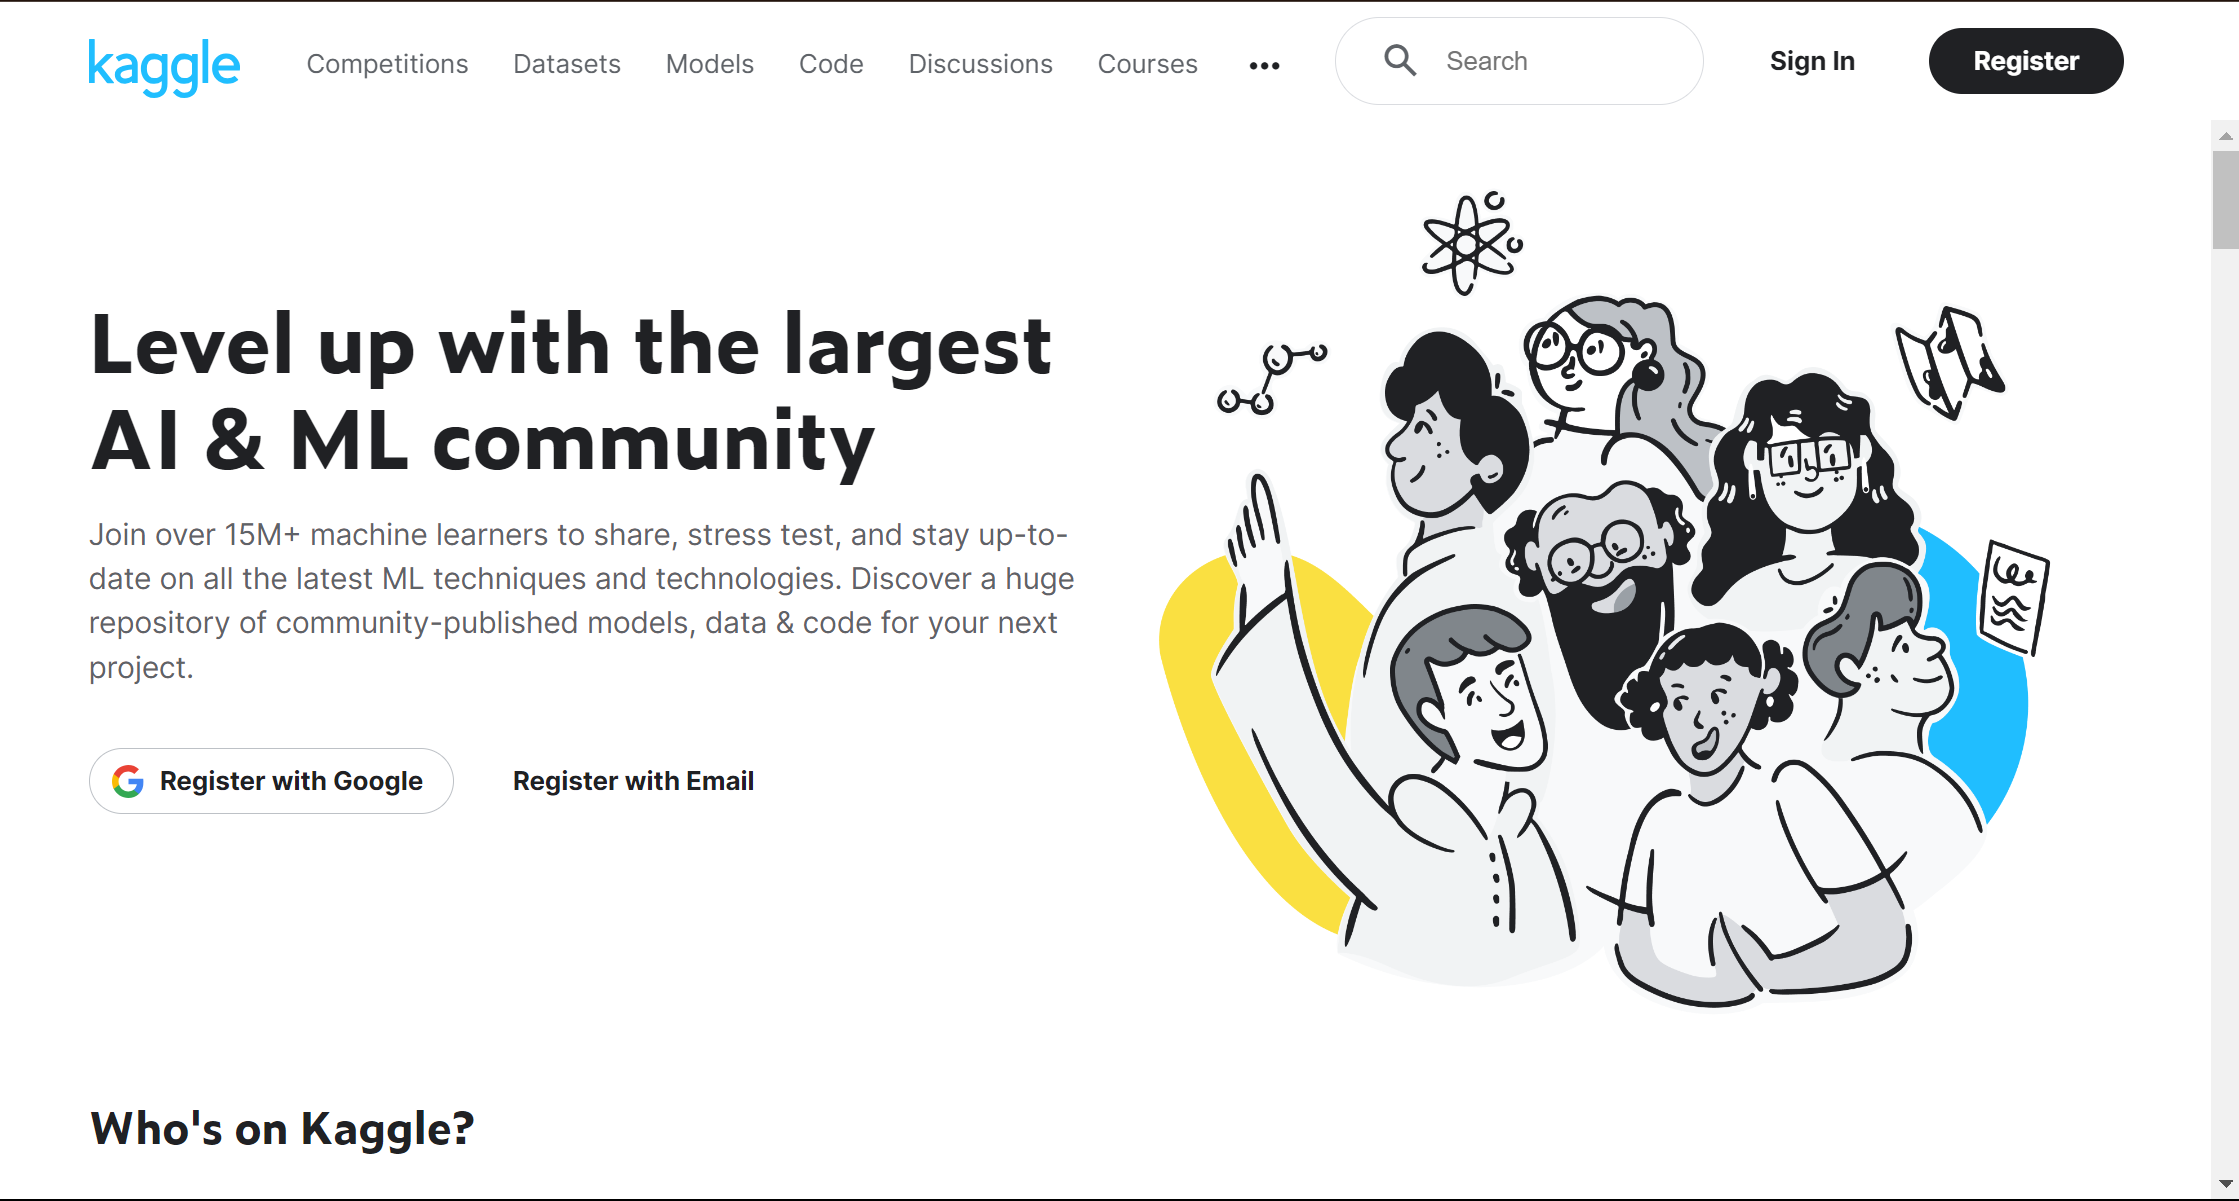 kaggle
Competitions Datasets Models Code Discussions Courses ••• Search Sign In Register
Level up with the largest
AI & ML community
Join over 15M+ machine learners to share, stress test, and stay up-to-
date on all the latest ML techniques and technologies. Discover a huge
repository of community-published models, data & code for your next
project.
Register with Google Register with Email
Who's on Kaggle?